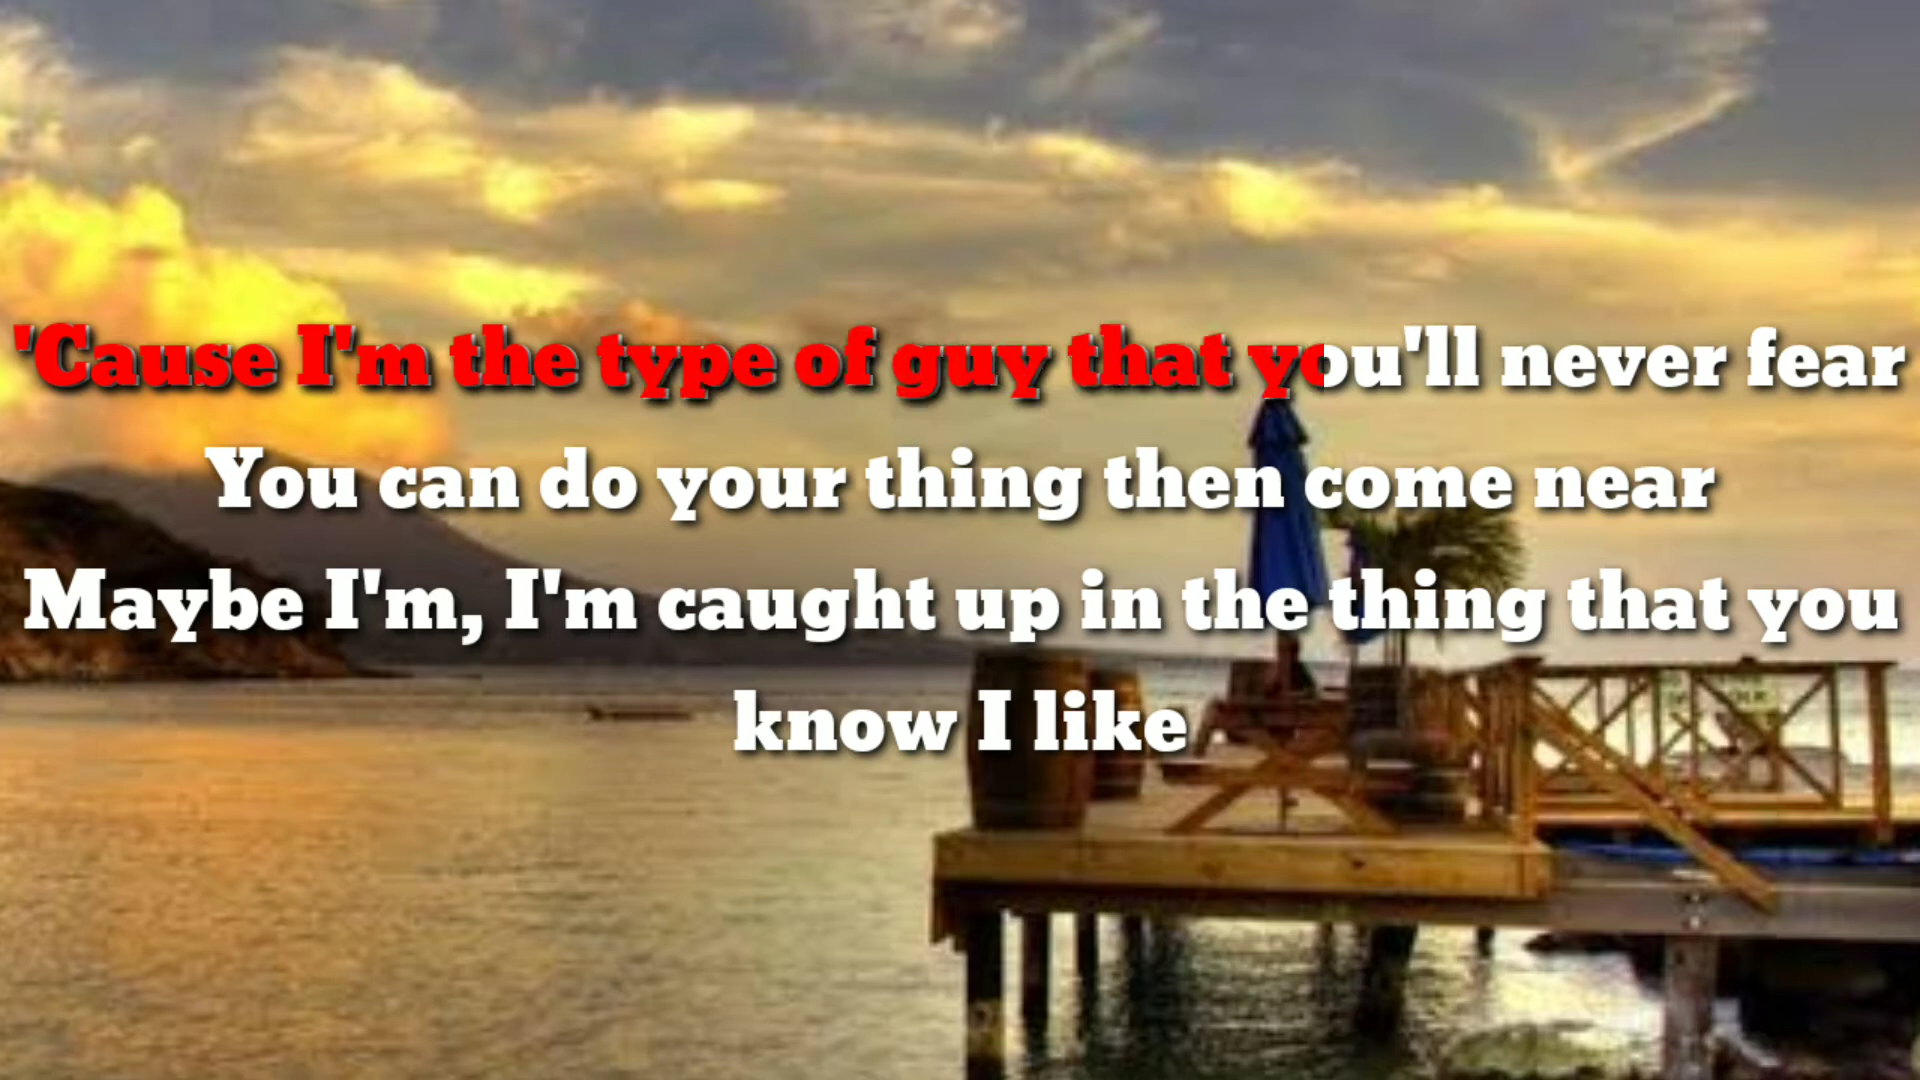 'Cause I'm the type of guy that you'll never fear
You can do your thing then come near
Maybe I'm, I'm caught up in the thing that you
know I like